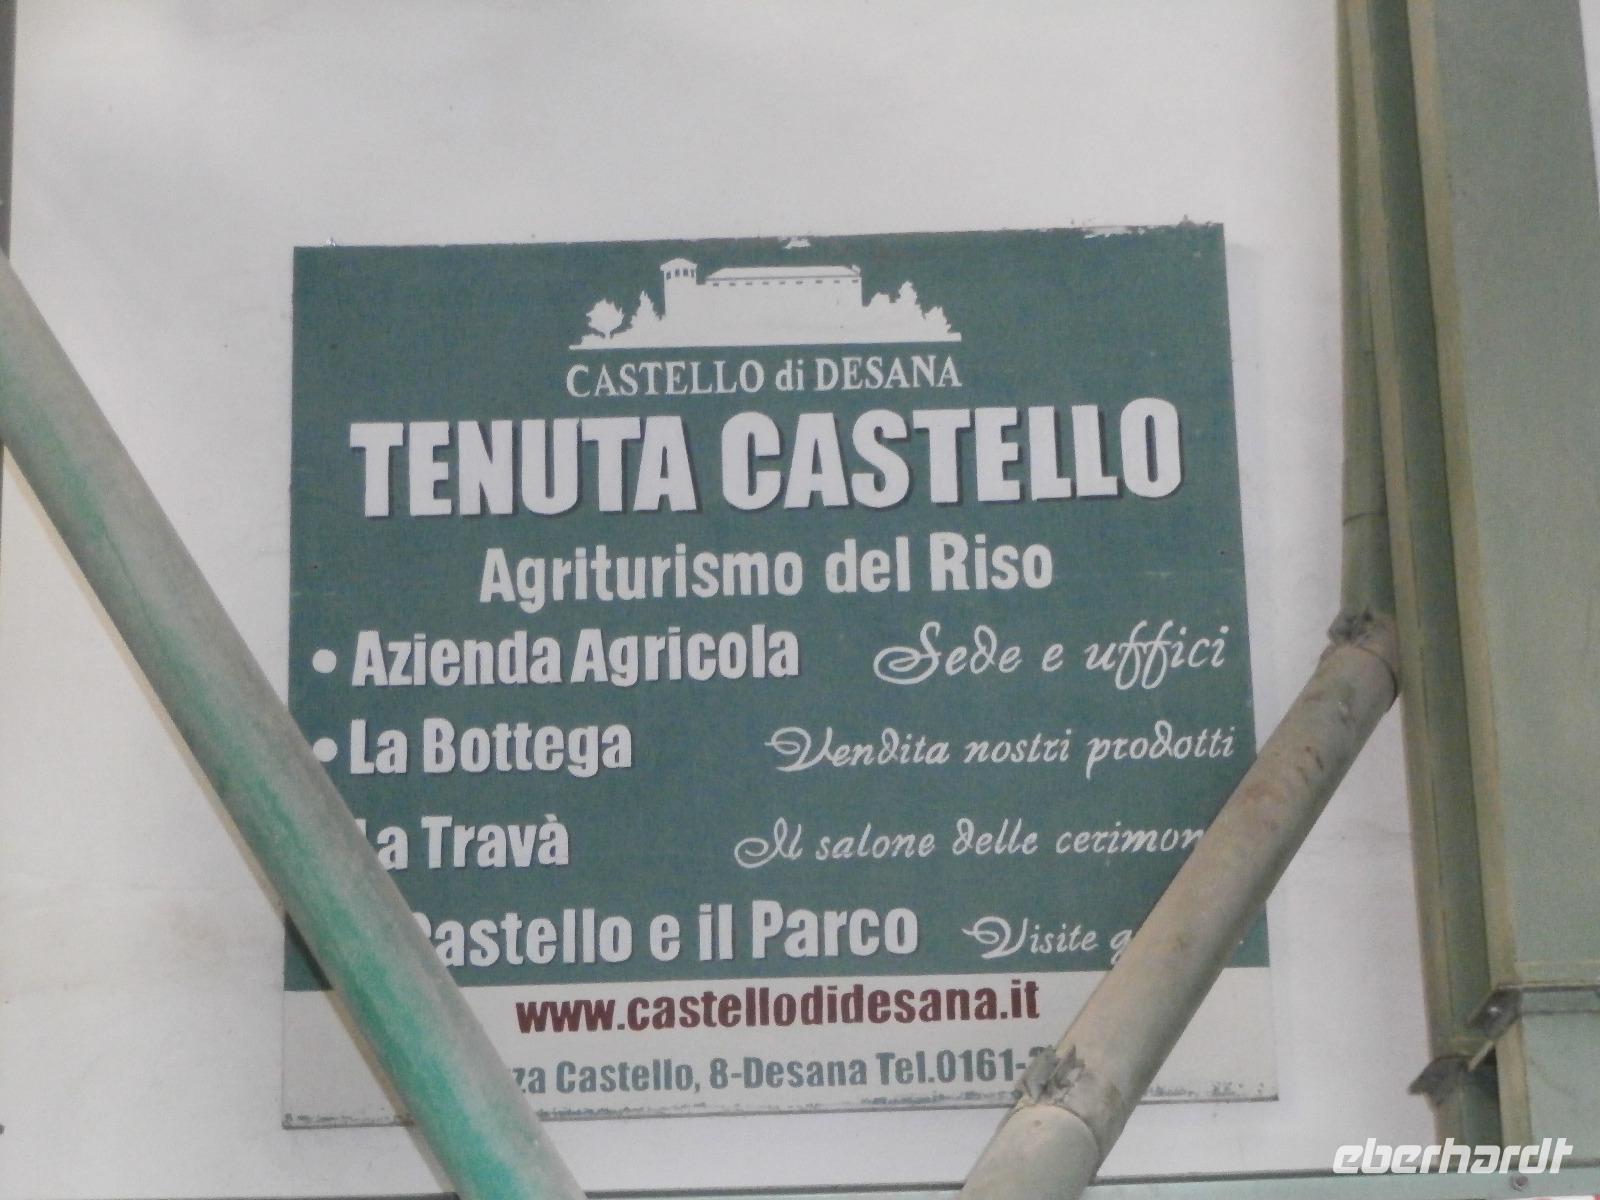 CASTELLO di DESANA
TENUTA CASTELLO
Agriturismo del Riso
• Azienda Agricola Sede e uffici
• La Bottega Vendita nostri prodotti
La Travà Il salone delle
Castello e il Parco Visite
www.castellodidesana.it
Castello, 8-Desana Tel.0161-
eberhardt